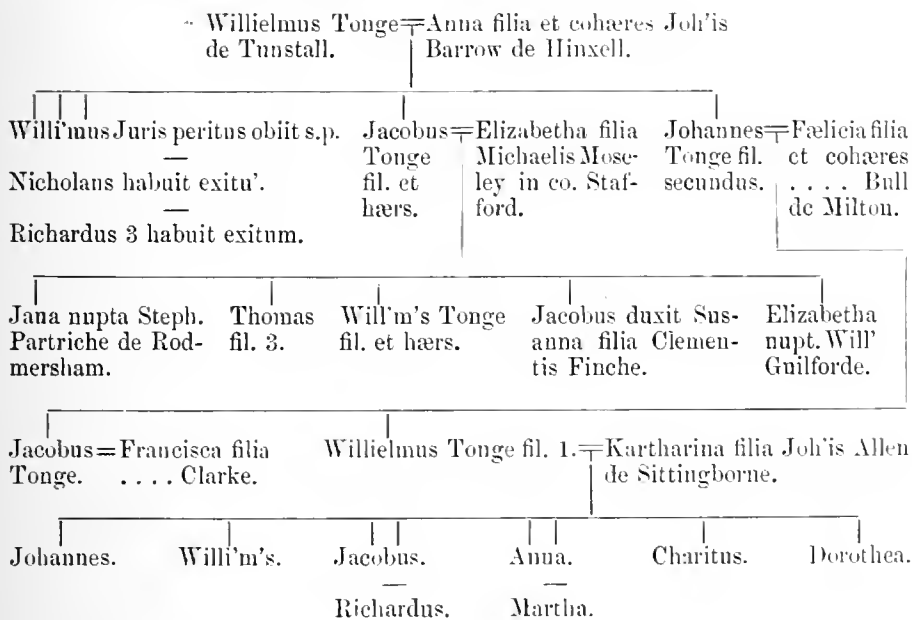 Willielmus Tonge Anna filia et cohæres Joh'is
de Tunstall. Barrow de Hinxell.
Willi'mus Juris peritus obiit s.p.
Nicholaus habuit exitu'.
Richardus 3 habuit exitum.
Jacobus
Tonge
fil. et
hærs.
Elizabetha filia
Michaelis Mose-
ley in co. Staf-
ford.
Johannes
Tonge fil.
secundus.
Fælicia filia
et cohæres
. . . . Bull
de Milton.
Jana nupta Steph.
Partriche de Rod-
mersham.
Thomas
fil. 3.
Will'm's Tonge
fil. et hærs.
Jacobus duxit Sus-
anna filia Clemen-
tis Finche.
Elizabetha
nupt. Will'
Guilforde.
Jacobus=Francisca filia
Tonge. . . . . Clarke.
Willielmus Tonge fil. 1. Kartharina filia Joh'is Allen
de Sittingborne.
Johannes. Willi'm's. Jacobus. Anna. Charitus. Dorothea.
Richardus. Martha.